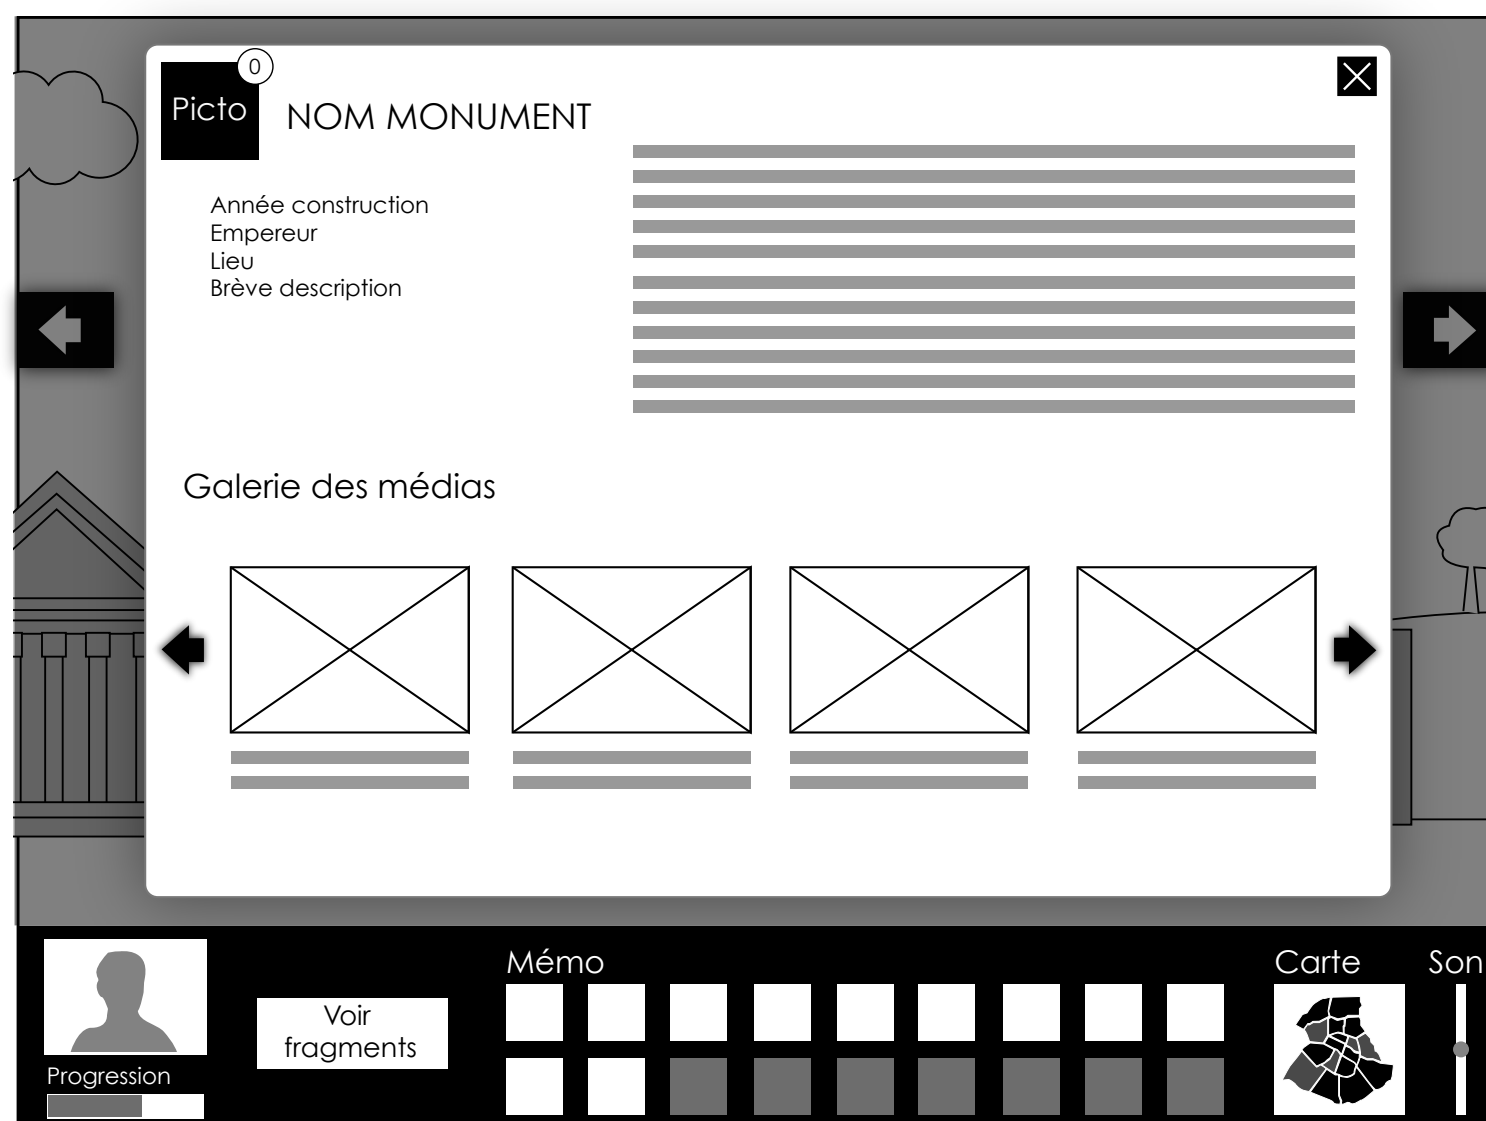 0
Picto
NOM MONUMENT
Année construction
Empereur
Lieu
Brève description
Galerie des médias
Mémo
Carte
Son
Voir
fragments
Progression